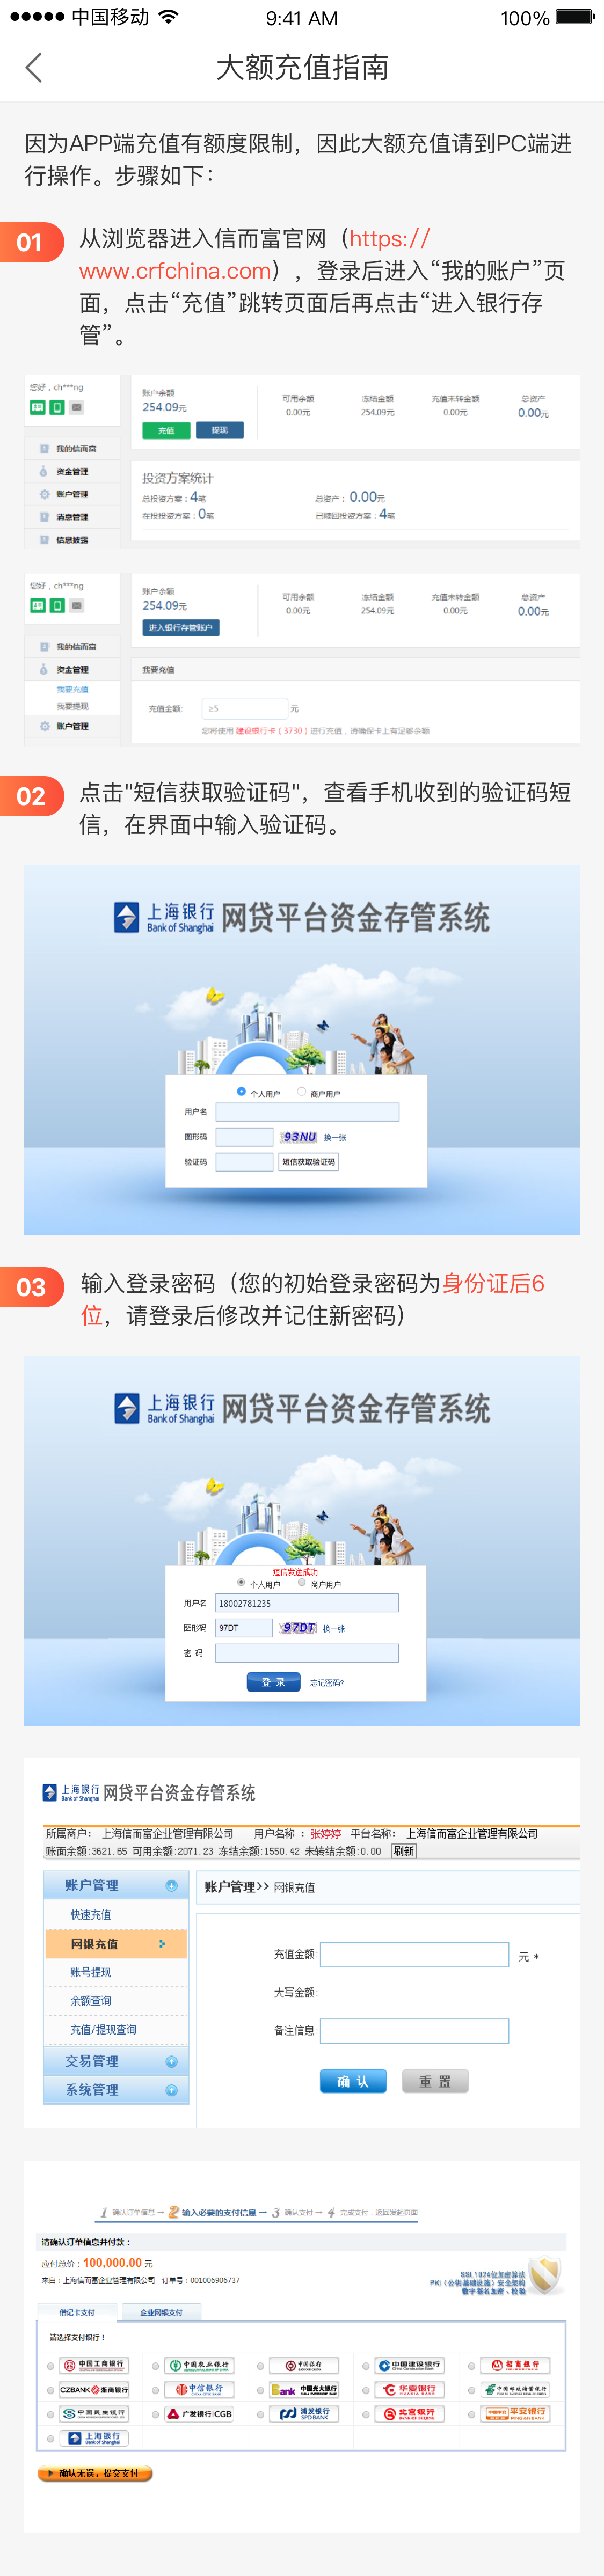 中国移动
9:41 AM
100%
大额充值指南
因为APP端充值有额度限制，因此大额充值请到PC端进
行操作。步骤如下：
01
从浏览器进入信而富官网（https://
www.crfchina.com），登录后进入“我的账户”页
面，点击“充值”跳转页面后再点击“进入银行存
管”。
您好，ch***ng
账户余额
254.09元
充值
提现
可用余额
0.00元
冻结金额
254.09元
充值未转金额
0.00元
总资产
0.00元
我的信而富
资金管理
账户管理
消息管理
信息披露
投资方案统计
总投资方案：4笔
总资产：0.00元
在投投资方案：0笔
已赎回投资方案：4笔
您好，ch***ng
账户余额
254.09元
进入银行存管账户
可用余额
0.00元
冻结金额
254.09元
充值未转金额
0.00元
总资产
0.00元
我的信而富
资金管理
我要充值
我要提现
账户管理
我要充值
充值金额:
≥5
元
您将使用 建设银行卡（3730）进行充值，请确保卡上有足够余额
02
点击"短信获取验证码"，查看手机收到的验证码短
信，在界面中输入验证码。
上海银行
Bank of Shanghai
网贷平台资金存管系统
个人用户
商户用户
用户名
图形码
93NU
换一张
验证码
短信获取验证码
03
输入登录密码（您的初始登录密码为身份证后6
位，请登录后修改并记住新密码）
上海银行
Bank of Shanghai
网贷平台资金存管系统
短信发送成功
个人用户
商户用户
用户名
18002781235
图形码
97DT
97DT
换一张
密 码
登 录
忘记密码?
上海银行
Bank of Shanghai
网贷平台资金存管系统
所属商户： 上海信而富企业管理有限公司 用户名称 ：张婷婷 平台名称： 上海信而富企业管理有限公司
账面余额:3621.65 可用余额:2071.23 冻结余额:1550.42 未转结余额:0.00 刷新
账户管理
快速充值
网银充值
账号提现
余额查询
充值/提现查询
交易管理
系统管理
账户管理>> 网银充值
充值金额:
元 *
大写金额:
备注信息:
确 认
重 置
1 确认订单信息 → 2 输入必要的支付信息 → 3 确认支付 → 4 完成支付，返回发起页面
请确认订单信息并付款：
应付总价：100,000.00 元
来自：上海信而富企业管理有限公司 订单号：001006906737
SSL1024位加密算法
PKI（公钥基础设施）安全架构
数字签名加密、校验
借记卡支付
企业网银支付
请选择支付银行！
中国工商银行
中国农业银行
中国银行
中国建设银行
招商银行
CZBANK 浙商银行
中信银行
Bank 中国光大银行
华夏银行
中国邮政储蓄银行
中国民生银行
广发银行|CGB
浦发银行 SPD BANK
北京银行
平安银行
上海银行 Bank of Shanghai
确认无误，提交支付